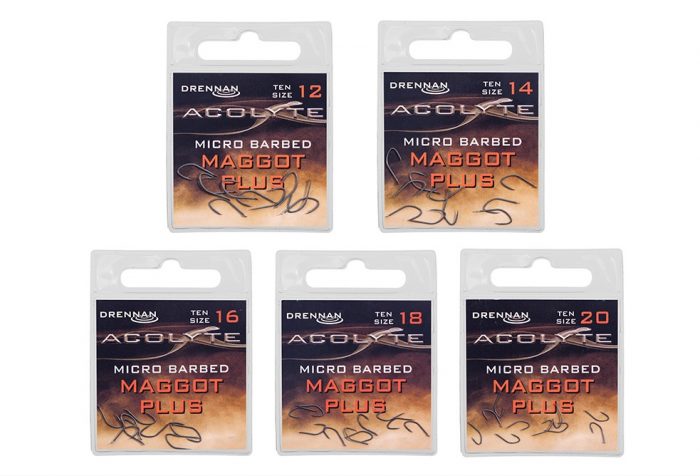 DRENNAN TEN SIZE 12
ACOLYTE
MICRO BARBED
MAGGOT
PLUS
DRENNAN TEN SIZE 14
ACOLYTE
MICRO BARBED
MAGGOT
PLUS
DRENNAN TEN SIZE 16
ACOLYTE
MICRO BARBED
MAGGOT
PLUS
DRENNAN TEN SIZE 18
ACOLYTE
MICRO BARBED
MAGGOT
PLUS
DRENNAN TEN SIZE 20
ACOLYTE
MICRO BARBED
MAGGOT
PLUS